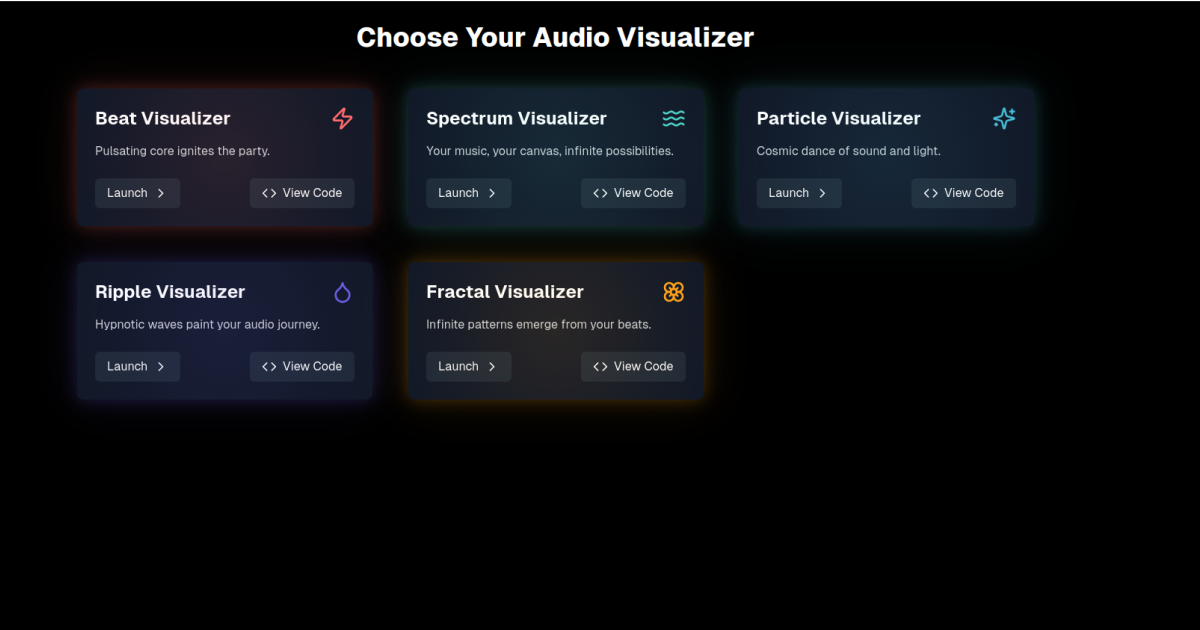 Choose Your Audio Visualizer
Beat Visualizer
Pulsating core ignites the party.
Launch
View Code
Spectrum Visualizer
Your music, your canvas, infinite possibilities.
Launch
View Code
Particle Visualizer
Cosmic dance of sound and light.
Launch
View Code
Ripple Visualizer
Hypnotic waves paint your audio journey.
Launch
View Code
Fractal Visualizer
Infinite patterns emerge from your beats.
Launch
View Code